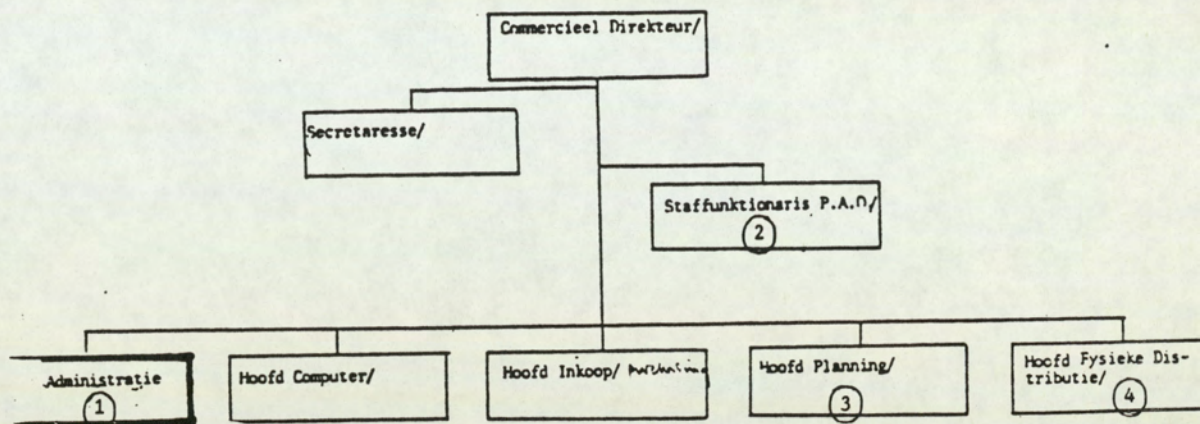 Commercieel Direkteur/
Secretaresse/
Staffunktionaris P.A.O/
2
Administratie
1
Hoofd Computer/
Hoofd Inkoop/
Hoofd Planning/
3
Hoofd Fysieke Dis-
tributie/
4